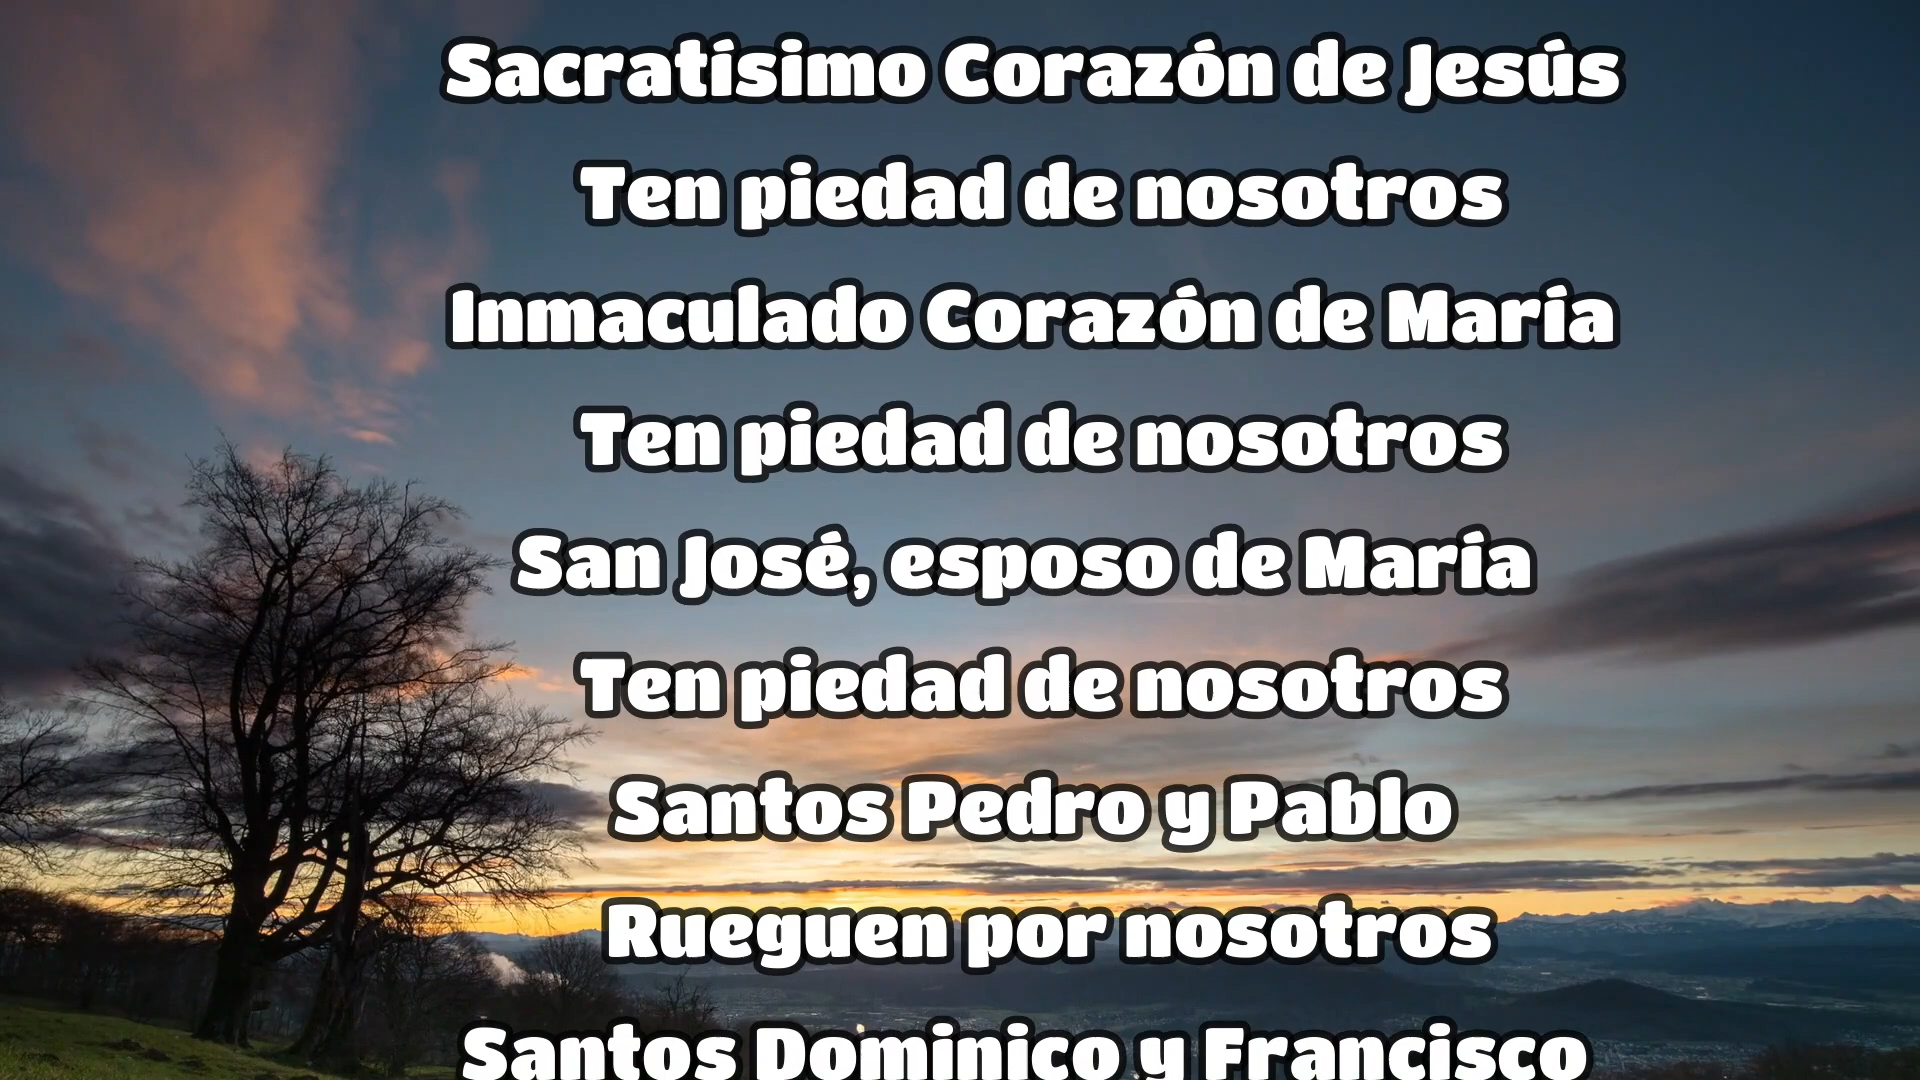 Sacratísimo Corazón de Jesús
Ten piedad de nosotros
Inmaculado Corazón de María
Ten piedad de nosotros
San José, esposo de María
Ten piedad de nosotros
Santos Pedro y Pablo
Rueguen por nosotros
Santos Dominico y Francisco